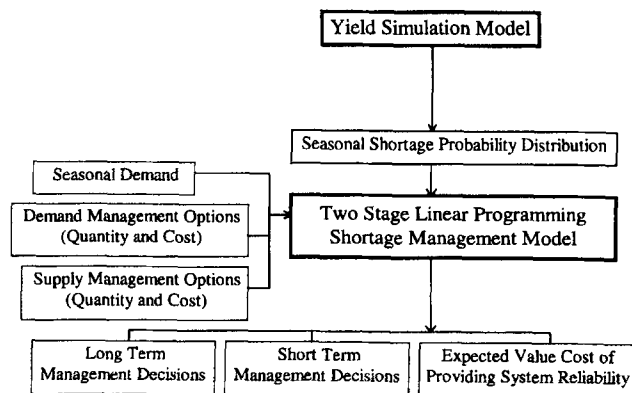 Yield Simulation Model
Seasonal Shortage Probability Distribution
Seasonal Demand
Demand Management Options
(Quantity and Cost)
Supply Management Options
(Quantity and Cost)
Two Stage Linear Programming
Shortage Management Model
Long Term
Management Decisions
Short Term
Management Decisions
Expected Value Cost of
Providing System Reliability